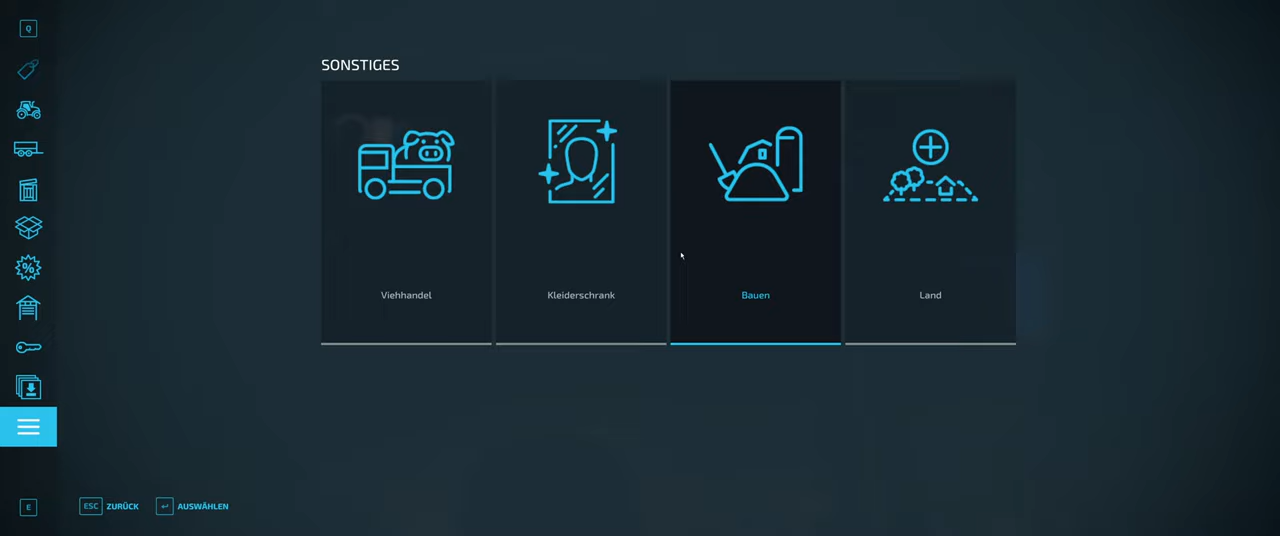 Q
SONSTIGES
Viehhandel
Kleiderschrank
Bauen
Land
E
ESC ZURÜCK
AUSWÄHLEN